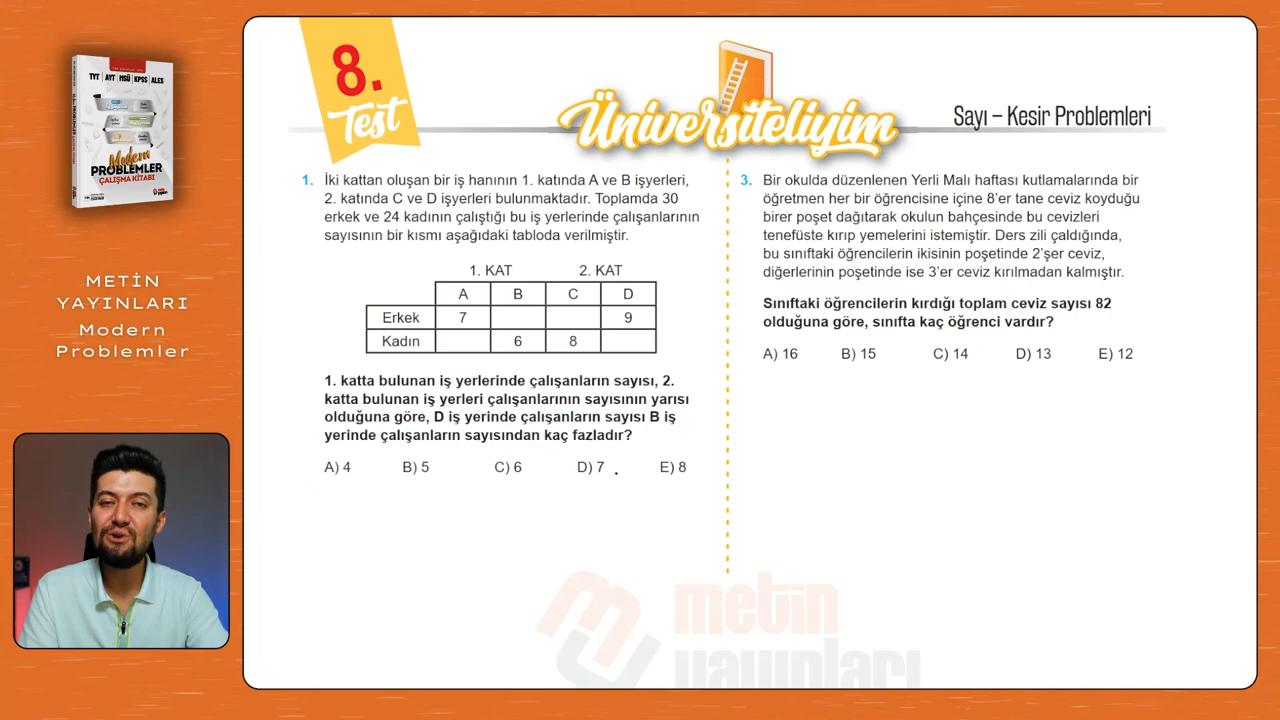 TYT | AYT | MSÜ | KPSS | ALES
Modern
PROBLEMLER
ÇALIŞMA KİTABI
METİN
YAYINLARI
Modern
Problemler
8.
Test
Üniversiteliyim
Sayı – Kesir Problemleri
1. İki kattan oluşan bir iş hanının 1. katında A ve B işyerleri,
2. katında C ve D işyerleri bulunmaktadır. Toplamda 30
erkek ve 24 kadının çalıştığı bu iş yerlerinde çalışanlarının
sayısının bir kısmı aşağıdaki tabloda verilmiştir.
1. KAT 2. KAT
A B C D
Erkek 7 9
Kadın 6 8
1. katta bulunan iş yerlerinde çalışanların sayısı, 2.
katta bulunan iş yerleri çalışanlarının sayısının yarısı
olduğuna göre, D iş yerinde çalışanların sayısı B iş
yerinde çalışanların sayısından kaç fazladır?
A) 4 B) 5 C) 6 D) 7 E) 8
3. Bir okulda düzenlenen Yerli Malı haftası kutlamalarında bir
öğretmen her bir öğrencisine içine 8'er tane ceviz koyduğu
birer poşet dağıtarak okulun bahçesinde bu cevizleri
tenefüste kırıp yemelerini istemiştir. Ders zili çaldığında,
bu sınıftaki öğrencilerin ikisinin poşetinde 2'şer ceviz,
diğerlerinin poşetinde ise 3'er ceviz kırılmadan kalmıştır.
Sınıftaki öğrencilerin kırdığı toplam ceviz sayısı 82
olduğuna göre, sınıfta kaç öğrenci vardır?
A) 16 B) 15 C) 14 D) 13 E) 12
metin
yayınları